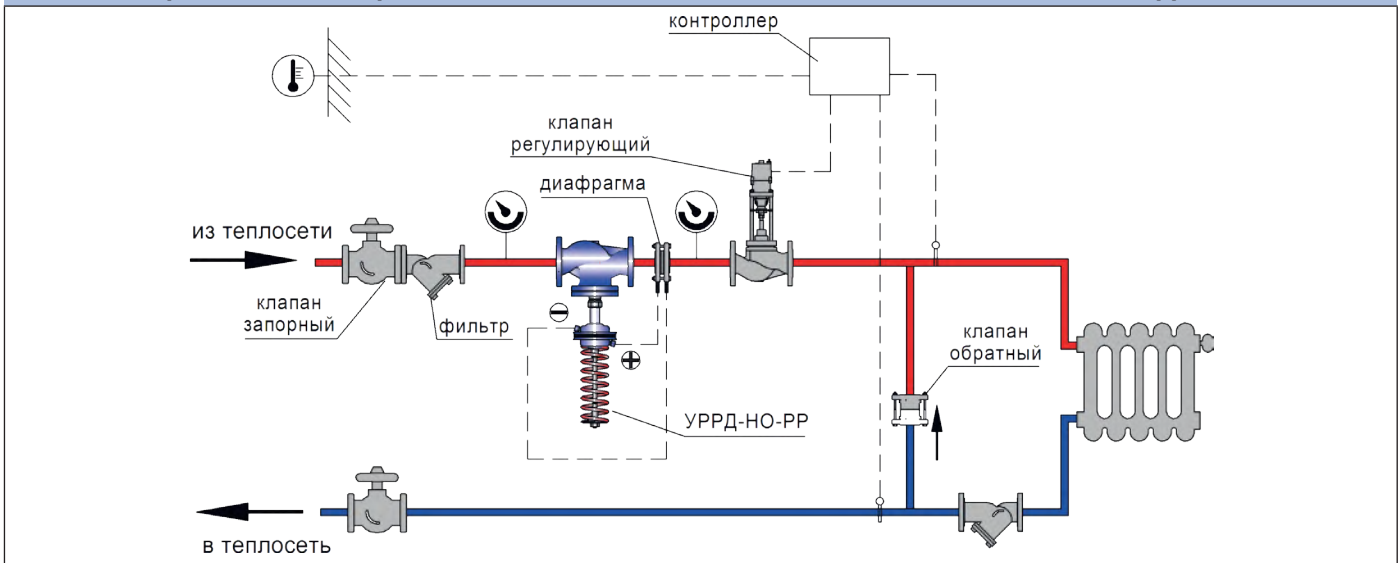 контроллер
клапан
регулирующий
диафрагма
из теплосети
клапан
запорный
фильтр
клапан
обратный
УРРД-НО-РР
в теплосеть